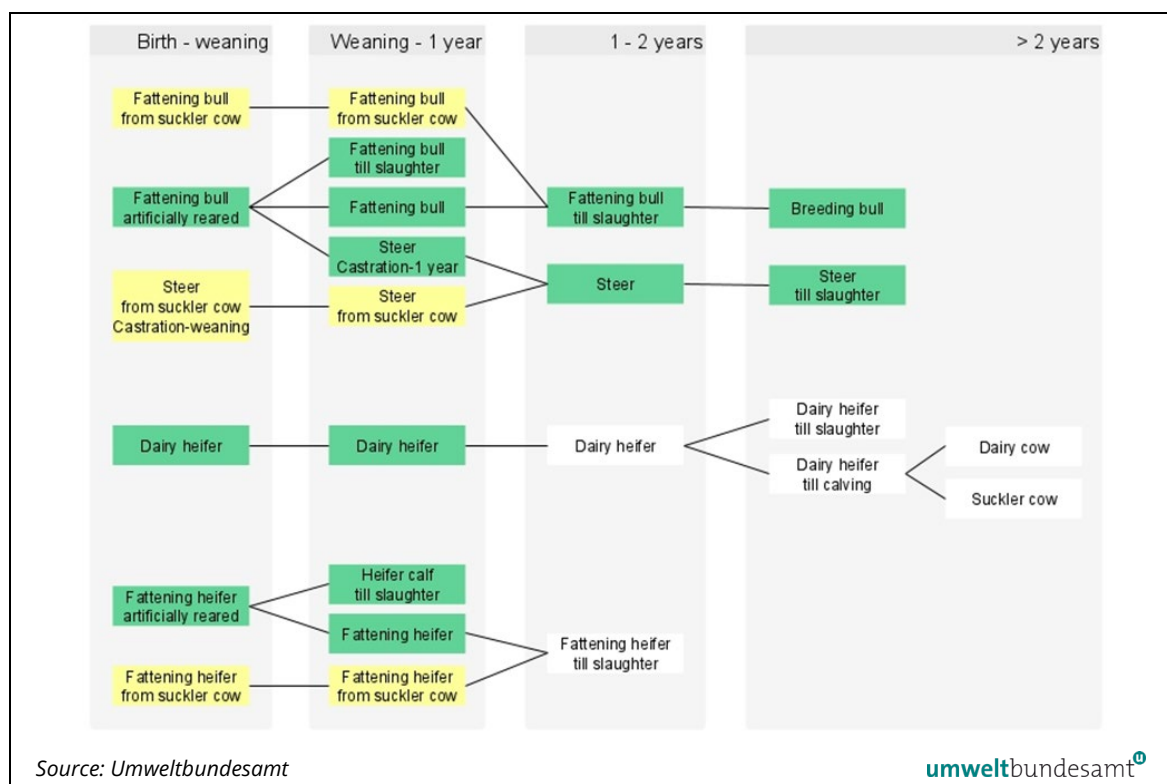 Birth - weaning
Weaning - 1 year
1 - 2 years
> 2 years
Fattening bull
from suckler cow
Fattening bull
from suckler cow
Fattening bull
till slaughter
Fattening bull
artificially reared
Fattening bull
Fattening bull
till slaughter
Breeding bull
Steer
Castration-1 year
Steer
from suckler cow
Castration-weaning
Steer
from suckler cow
Steer
Steer
till slaughter
Dairy heifer
Dairy heifer
Dairy heifer
Dairy heifer
till slaughter
Dairy heifer
till calving
Dairy cow
Suckler cow
Fattening heifer
artificially reared
Heifer calf
till slaughter
Fattening heifer
Fattening heifer
till slaughter
Fattening heifer
from suckler cow
Fattening heifer
from suckler cow
Source: Umweltbundesamt
umweltbundesamt
u